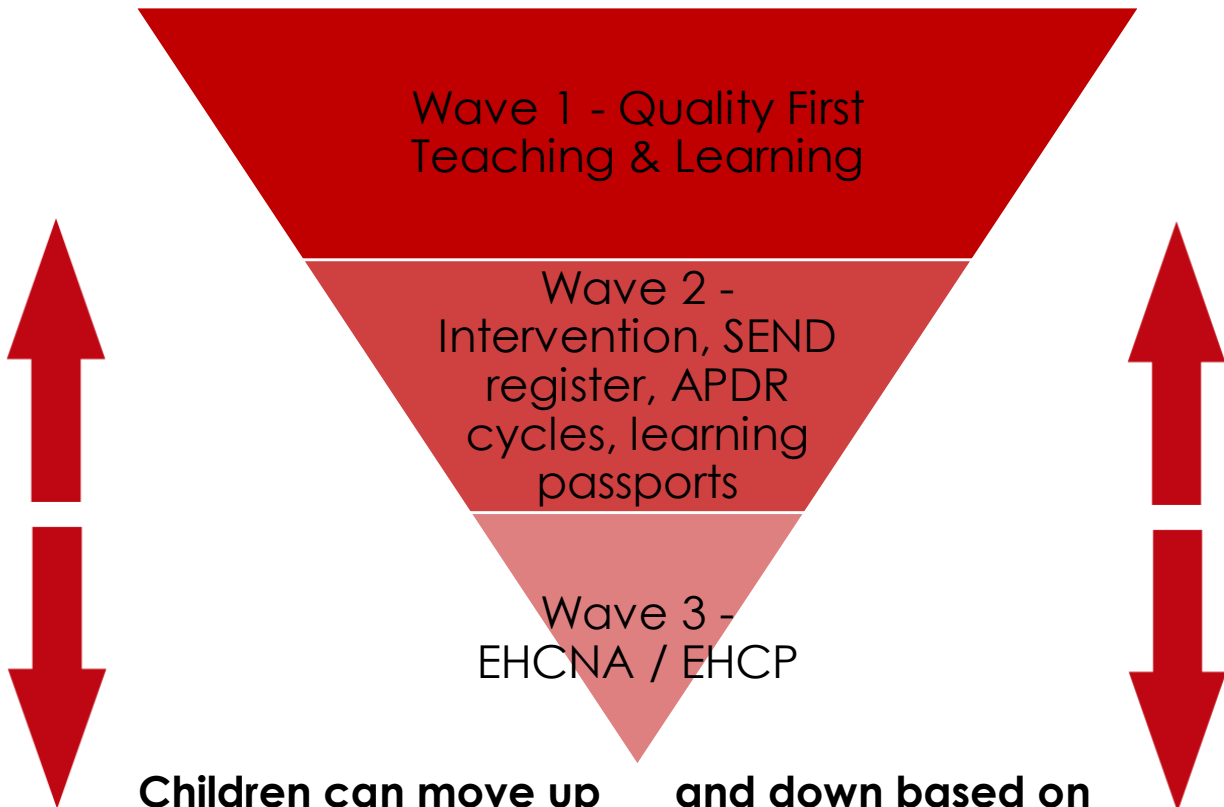 Wave 1 - Quality First
Teaching & Learning
Wave 2 -
Intervention, SEND
register, APDR
cycles, learning
passports
Wave 3 -
EHCNA / EHCP
Children can move up and down based on